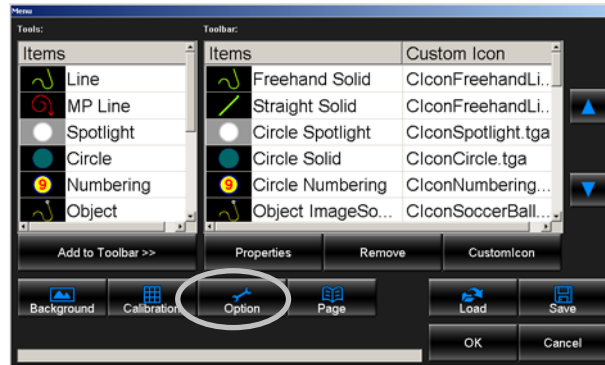 Menu
Tools:
Toolbar:
Items
Items Custom Icon
Line
Freehand Solid CIconFreehandLi..
MP Line
Straight Solid CIconFreehandLi..
Spotlight
Circle Spotlight CIconSpotlight.tga
Circle
Circle Solid CIconCircle.tga
9 Numbering
9 Circle Numbering CIconNumbering...
Object
Object ImageSo... CIconSoccerBall...
Add to Toolbar >>
Properties
Remove
CustomIcon
Background
Calibration
Option
Page
Load
Save
OK
Cancel